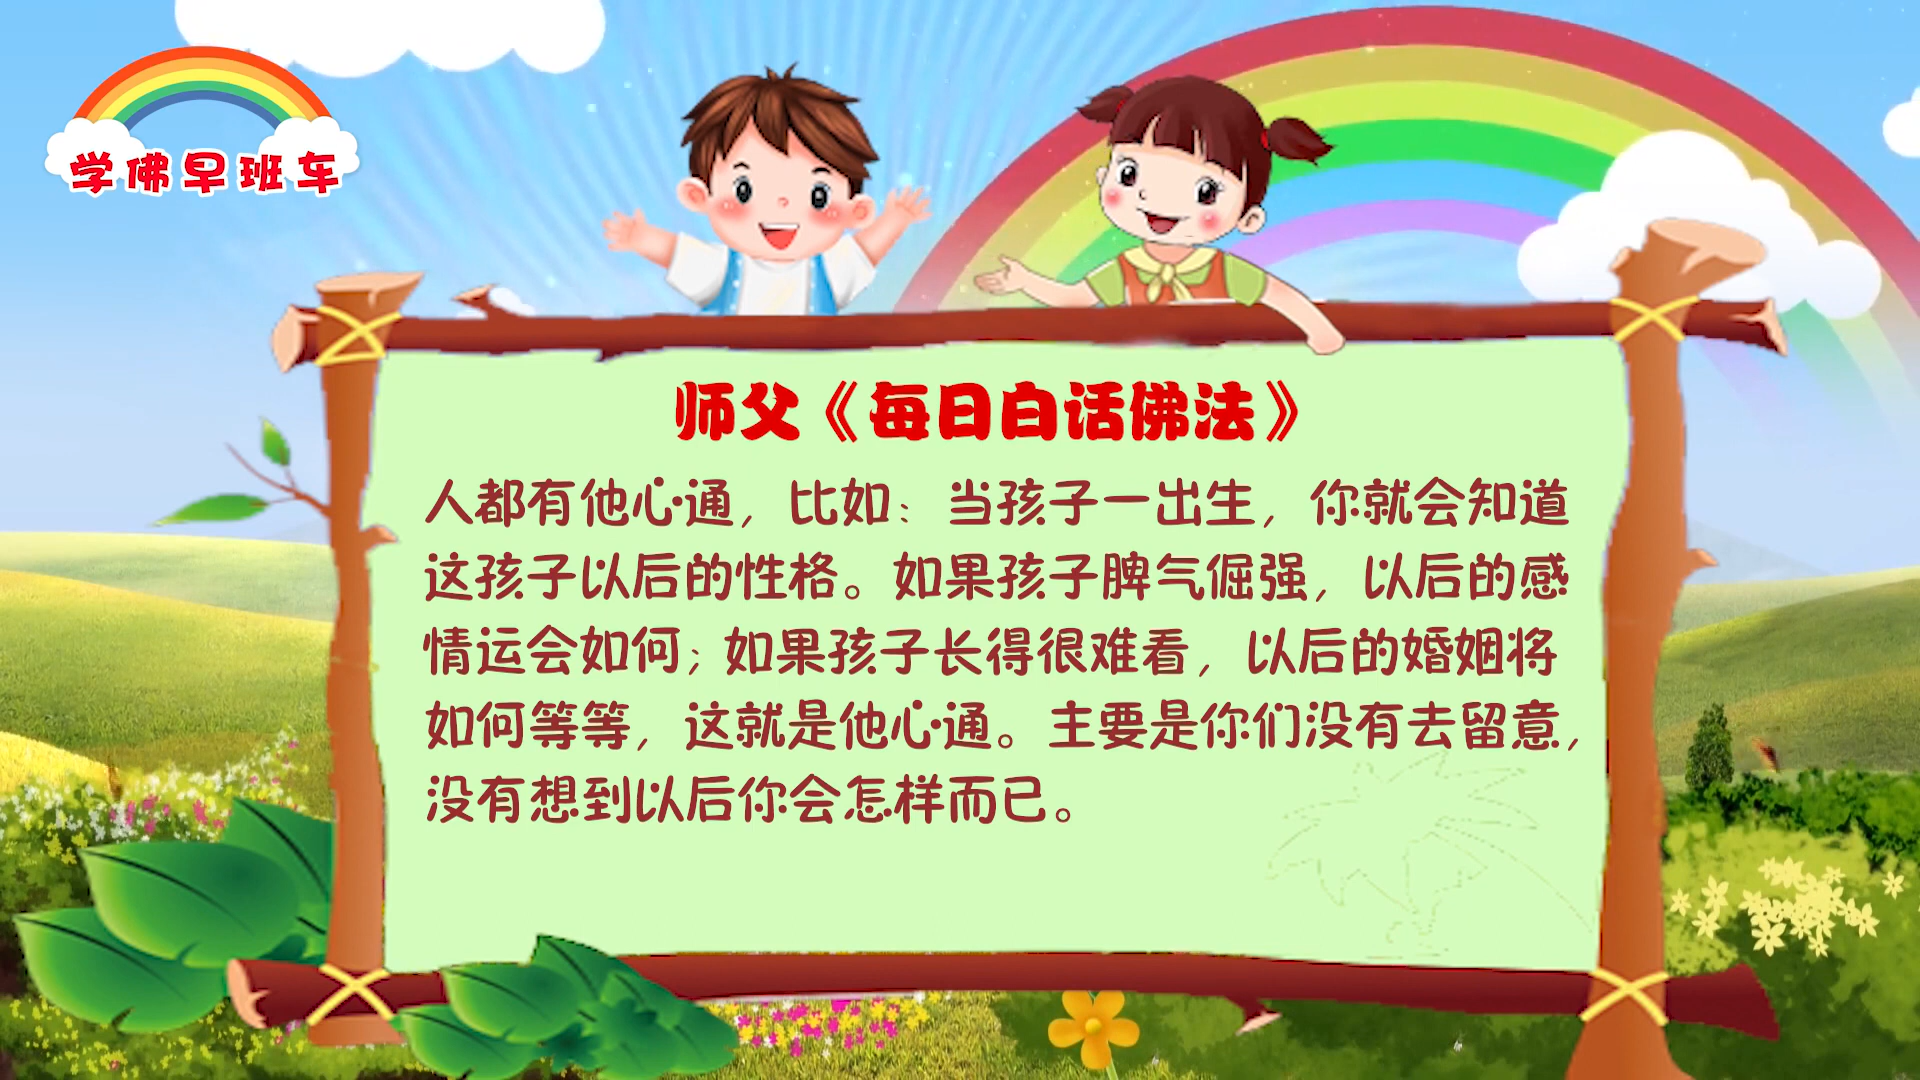 学佛早班车
师父《每日白话佛法》
人都有他心通，比如：当孩子一出生，你就会知道
这孩子以后的性格。如果孩子脾气倔强，以后的感
情运会如何；如果孩子长得很难看，以后的婚姻将
如何等等，这就是他心通。主要是你们没有去留意，
没有想到以后你会怎样而已。